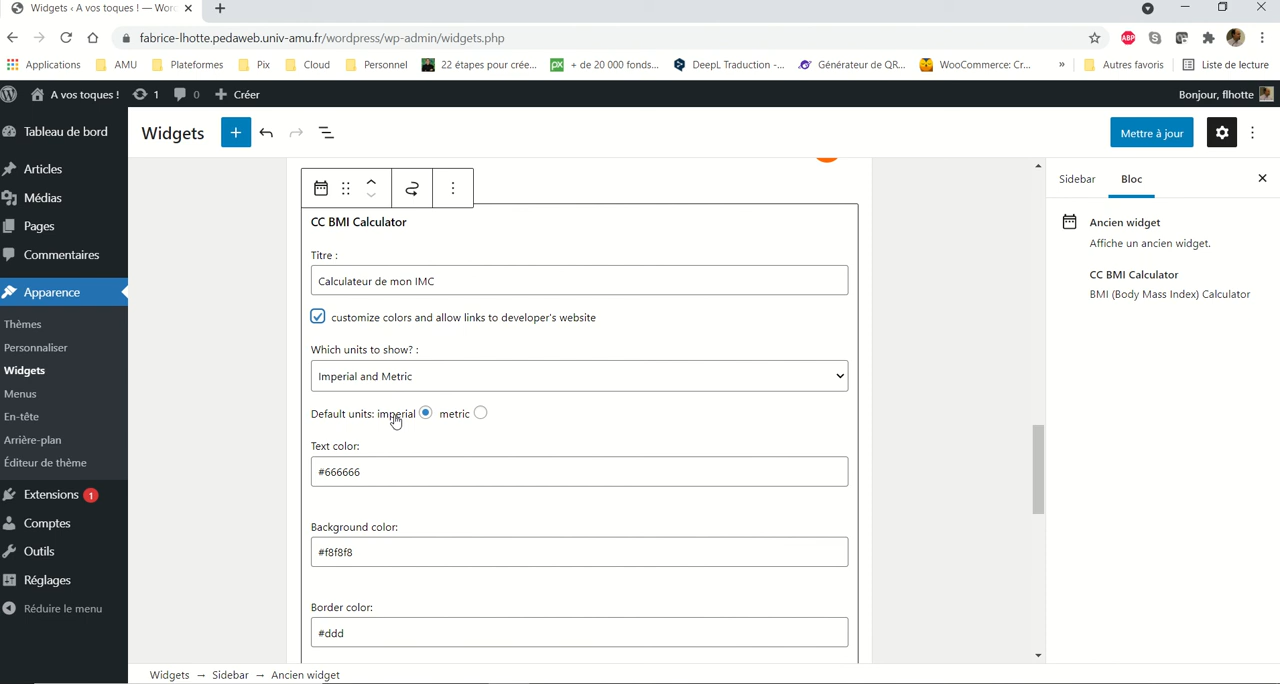 Widgets ‹ A vos toques ! — Wor
fabrice-lhotte.pedaweb.univ-amu.fr/wordpress/wp-admin/widgets.php
ABP
Applications AMU Plateformes Pix Cloud Personnel 22 étapes pour crée... + de 20 000 fonds... DeepL Traduction -... Générateur de QR... WooCommerce: Cr... » Autres favoris Liste de lecture
A vos toques ! 1 0 Créer Bonjour, flhotte
Tableau de bord
Articles
Médias
Pages
Commentaires
Apparence
Thèmes
Personnaliser
Widgets
Menus
En-tête
Arrière-plan
Éditeur de thème
Extensions 1
Comptes
Outils
Réglages
Réduire le menu
Widgets
Mettre à jour
CC BMI Calculator
Titre :
Calculateur de mon IMC
customize colors and allow links to developer's website
Which units to show? :
Imperial and Metric
Default units: imperial metric
Text color:
#666666
Background color:
#f8f8f8
Border color:
#ddd
Sidebar Bloc
Ancien widget
Affiche un ancien widget.
CC BMI Calculator
BMI (Body Mass Index) Calculator
Widgets → Sidebar → Ancien widget